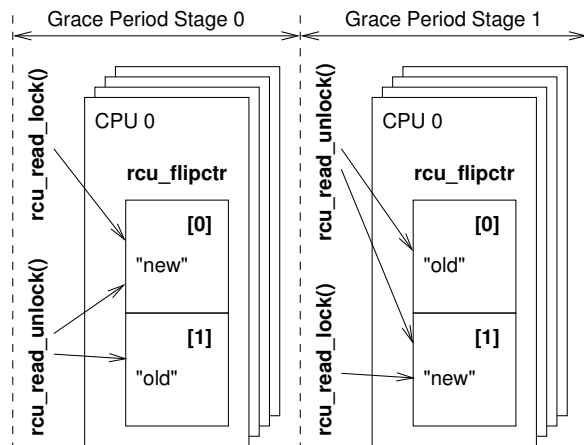 Grace Period Stage 0
Grace Period Stage 1
rcu_read_lock()
rcu_read_unlock()
CPU 0
rcu_flipctr
[0]
"new"
[1]
"old"
rcu_read_unlock()
rcu_read_lock()
CPU 0
rcu_flipctr
[0]
"old"
[1]
"new"